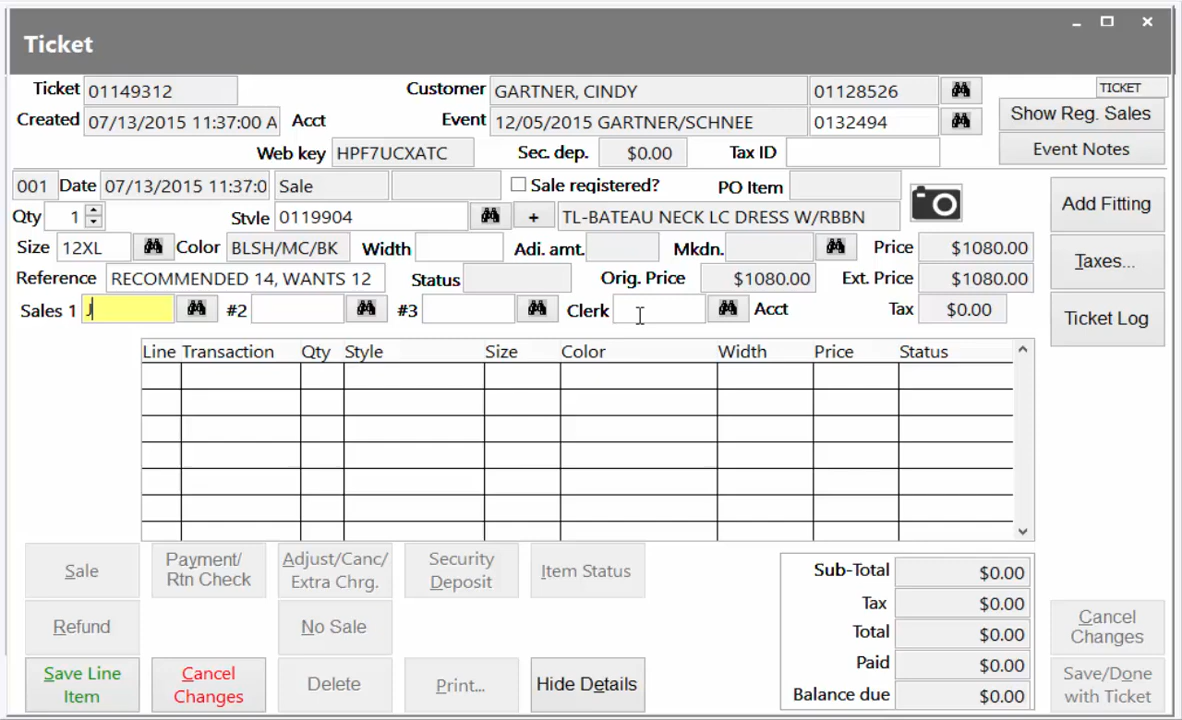 Ticket
Ticket 01149312 Customer GARTNER, CINDY 01128526 TICKET
Created 07/13/2015 11:37:00 A Acct Event 12/05/2015 GARTNER/SCHNEE 0132494 Show Reg. Sales
Web key HPF7UCXATC Sec. dep. $0.00 Tax ID Event Notes
001 Date 07/13/2015 11:37:0 Sale Sale registered? PO Item
Qty 1 Style 0119904 + TL-BATEAU NECK LC DRESS W/RBBN Add Fitting
Size 12XL Color BLSH/MC/BK Width Adj. amt. Mkdn. Price $1080.00 Taxes...
Reference RECOMMENDED 14, WANTS 12 Status Orig. Price $1080.00 Ext. Price $1080.00
Sales 1 J #2 #3 Clerk Acct Tax $0.00 Ticket Log
Line Transaction Qty Style Size Color Width Price Status
Sale Payment/ Rtn Check Adjust/Canc/ Extra Chrg. Security Deposit Item Status Sub-Total $0.00
Tax $0.00
Refund No Sale Total $0.00 Cancel Changes
Paid $0.00
Save Line Item Cancel Changes Delete Print... Hide Details Balance due $0.00 Save/Done with Ticket